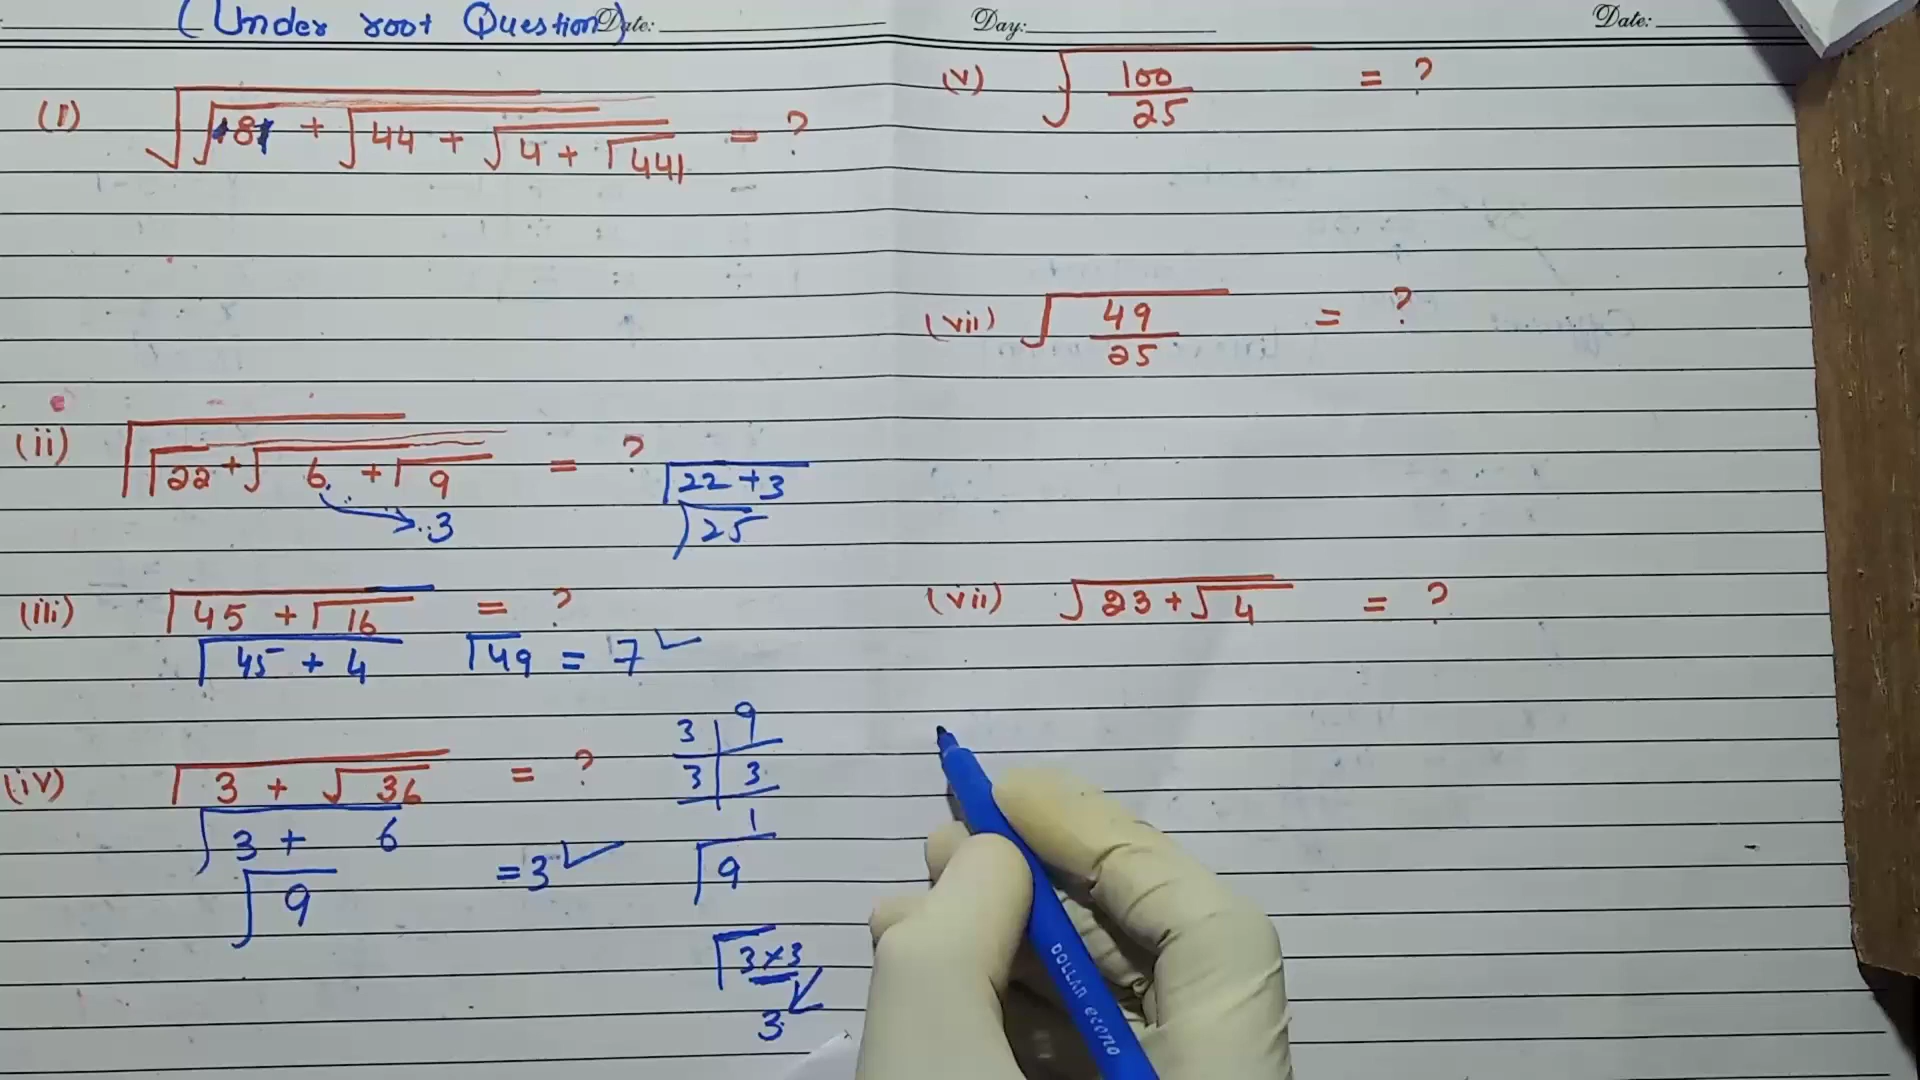 (Under root Question)
Date:
(I) √√81 + √44 + √4 + √441 = ?
(ii) √√22 + √6 + √9 = ?
3
√22 + 3
√25
(iii) √45 + √16 = ?
√45 + 4 √49 = 7
(iv) √3 + √36 = ?
√3 + 6
√9 = 3
3 | 9
3 | 3
1
√9
√3×3
3
Day:
Date:
(v) √100/25 = ?
(vii) √49/25 = ?
(vii) √23 + √4 = ?
DOLLAR econo